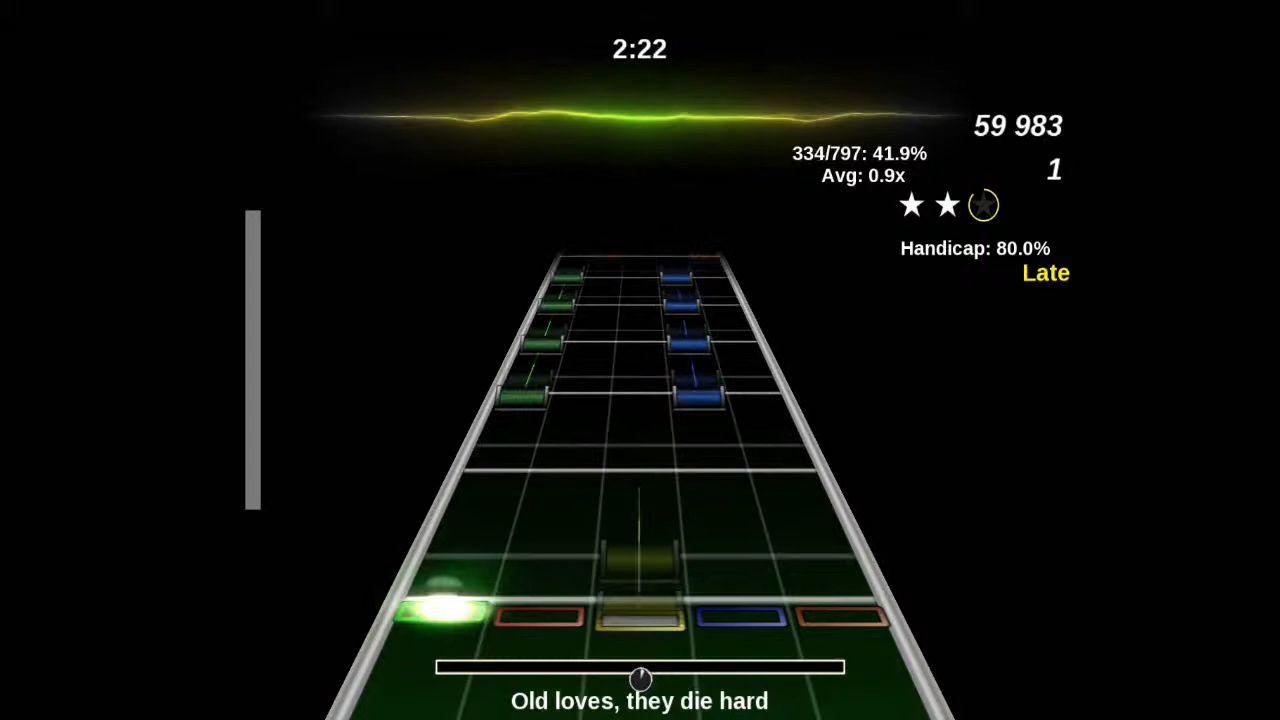 2:22
59 983
334/797: 41.9%
Avg: 0.9x
1
Handicap: 80.0%
Late
Old loves, they die hard